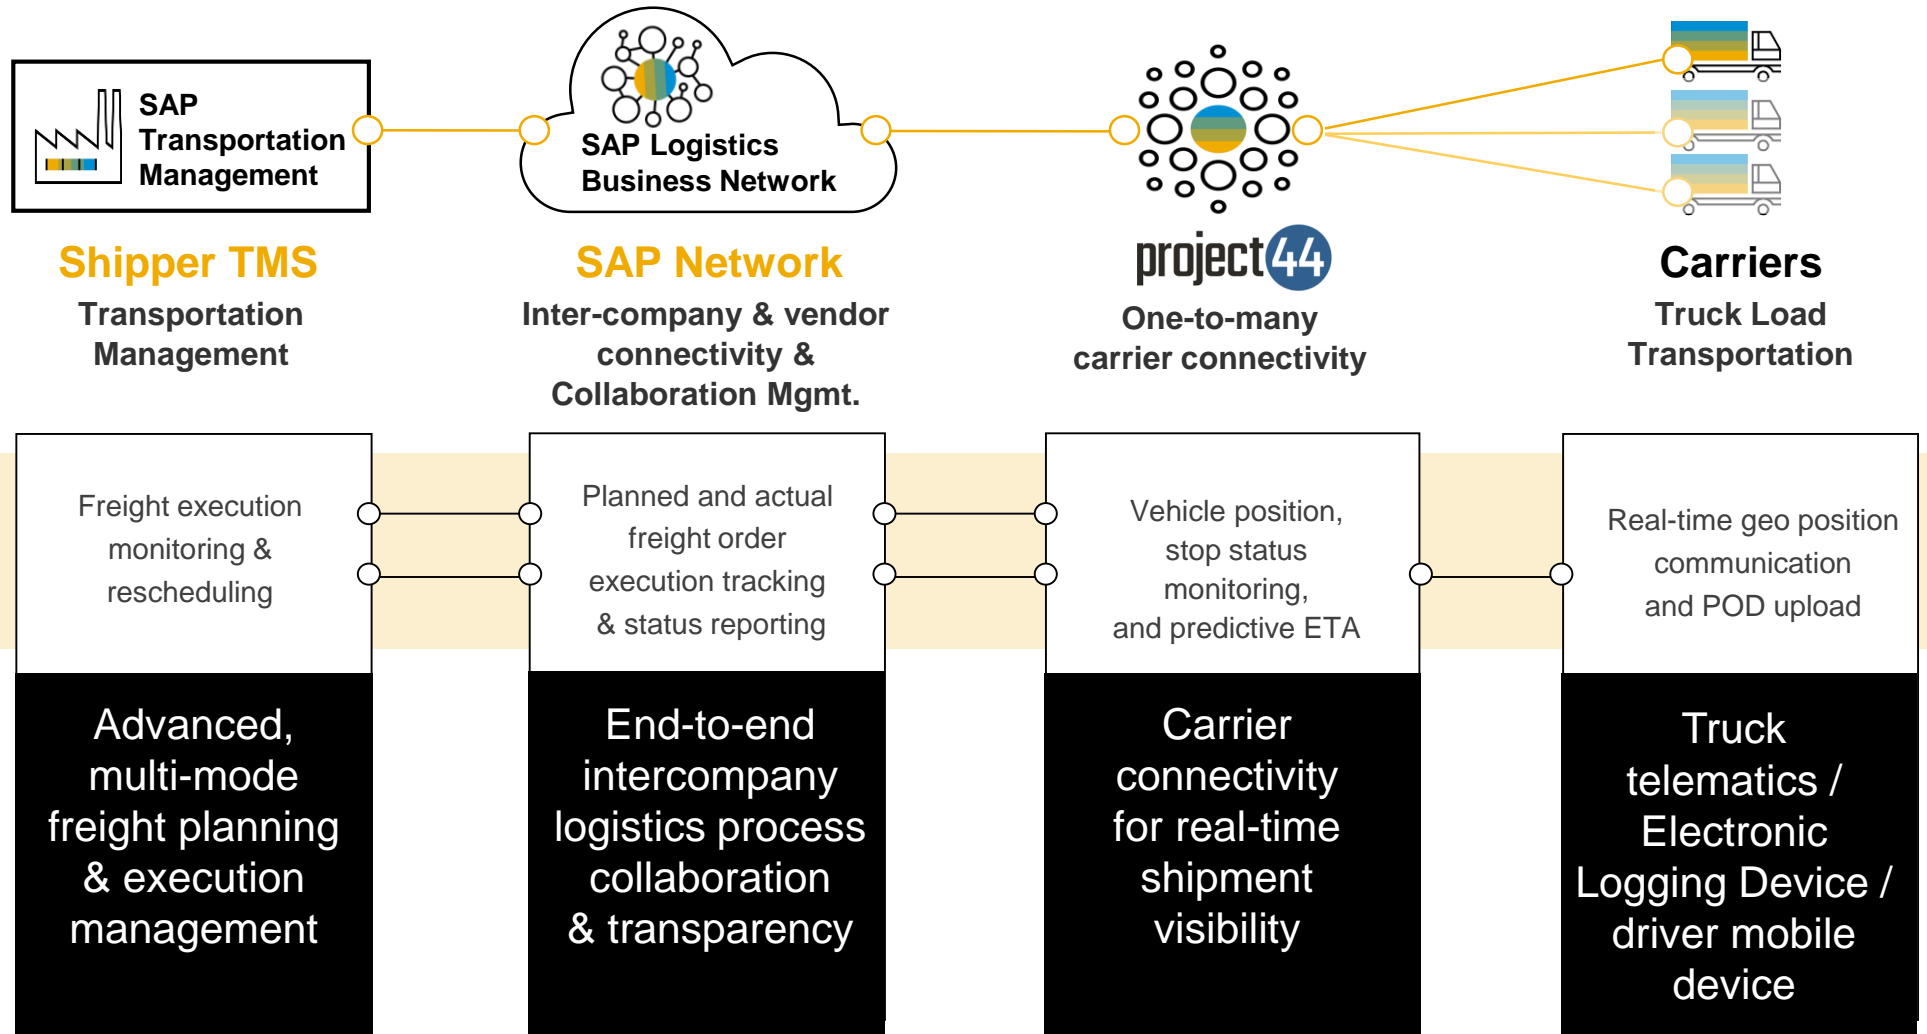 SAP
Transportation
Management
SAP Logistics
Business Network
Shipper TMS
Transportation
Management
SAP Network
Inter-company & vendor
connectivity &
Collaboration Mgmt.
project44
One-to-many
carrier connectivity
Carriers
Truck Load
Transportation
Freight execution
monitoring &
rescheduling
Planned and actual
freight order
execution tracking
& status reporting
Vehicle position,
stop status
monitoring,
and predictive ETA
Real-time geo position
communication
and POD upload
Advanced,
multi-mode
freight planning
& execution
management
End-to-end
intercompany
logistics process
collaboration
& transparency
Carrier
connectivity
for real-time
shipment
visibility
Truck
telematics /
Electronic
Logging Device /
driver mobile
device